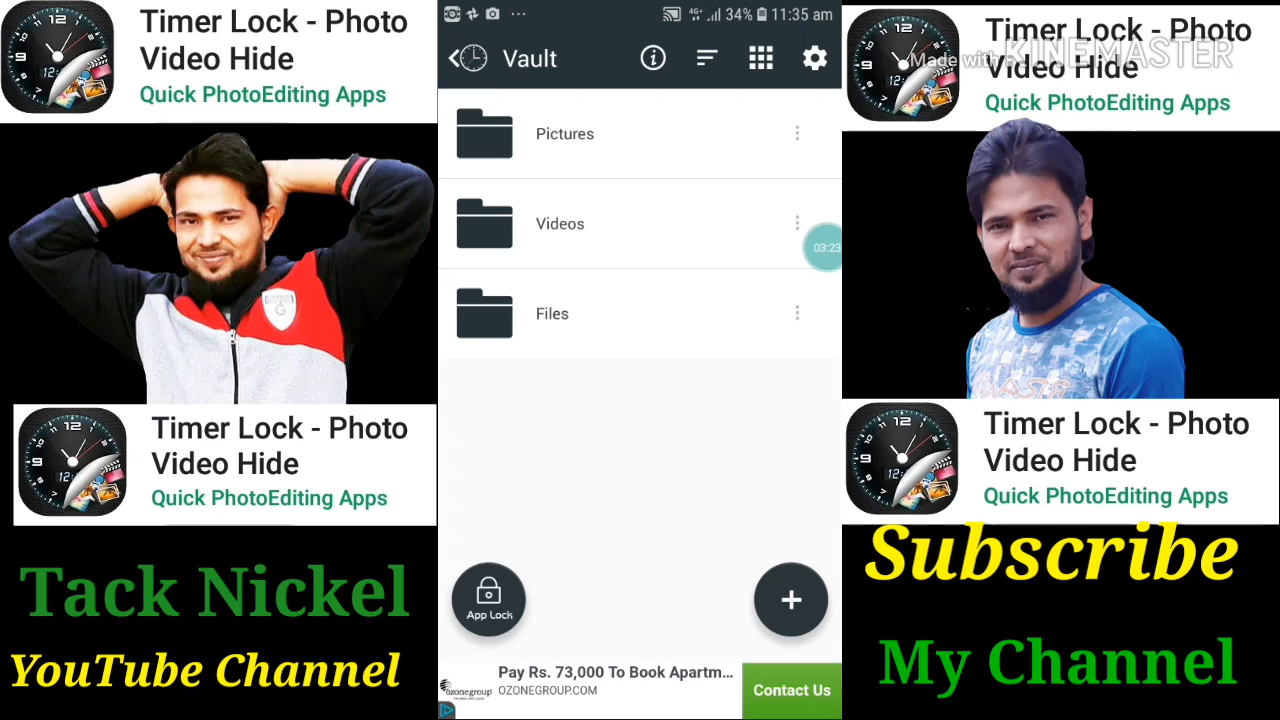 Timer Lock - Photo
Video Hide
Quick PhotoEditing Apps
Timer Lock - Photo
Video Hide
Quick PhotoEditing Apps
Tack Nickel
YouTube Channel
4G+ 34% 11:35 am
Vault
Pictures
Videos
03:23
Files
App Lock
Pay Rs. 73,000 To Book Apartm...
OZONEGROUP.COM
ozonegroup
Contact Us
Timer Lock - Photo
Made with KINEMASTER
Video Hide
Quick PhotoEditing Apps
Timer Lock - Photo
Video Hide
Quick PhotoEditing Apps
Subscribe
My Channel